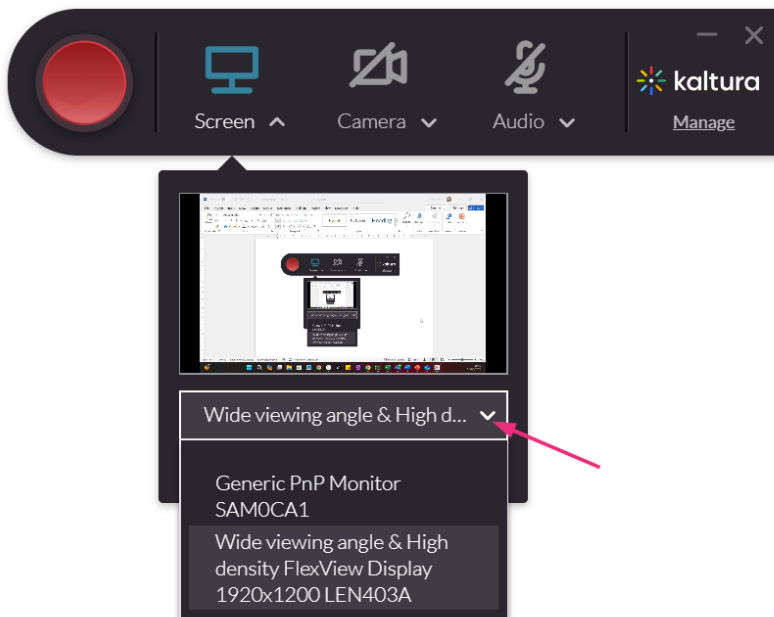 kaltura
Screen
Camera
Audio
Manage
Wide viewing angle & High d...
Generic PnP Monitor
SAM0CA1
Wide viewing angle & High
density FlexView Display
1920x1200 LEN403A